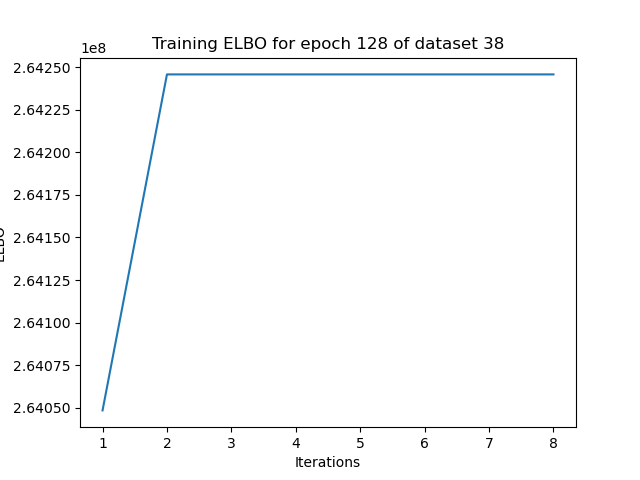 Training ELBO for epoch 128 of dataset 38
1e8
2.64250
2.64225
2.64200
2.64175
2.64150
2.64125
2.64100
2.64075
2.64050
ELBO
1 2 3 4 5 6 7 8
Iterations